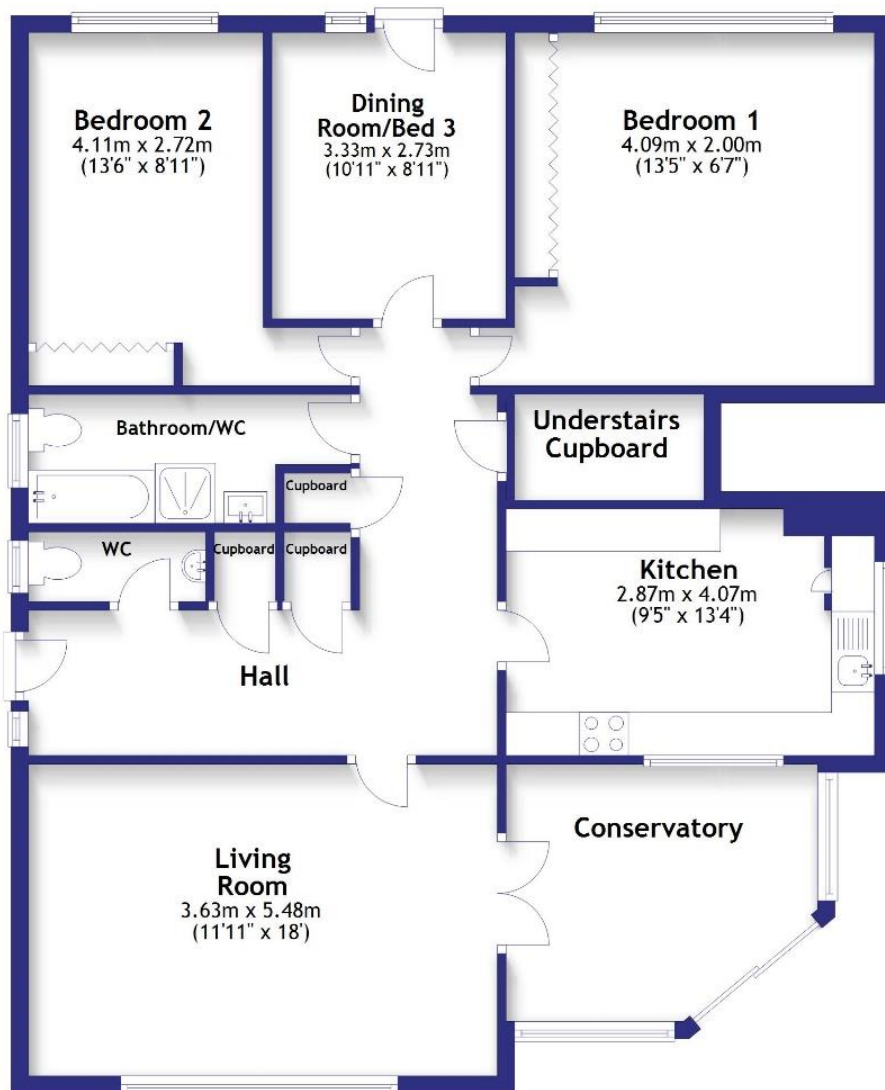 Bedroom 2
4.11m x 2.72m
(13'6" x 8'11")
Dining
Room/Bed 3
3.33m x 2.73m
(10'11" x 8'11")
Bedroom 1
4.09m x 2.00m
(13'5" x 6'7")
Bathroom/WC
Cupboard
Understairs
Cupboard
WC
Cupboard
Cupboard
Kitchen
2.87m x 4.07m
(9'5" x 13'4")
Hall
Living
Room
3.63m x 5.48m
(11'11" x 18')
Conservatory